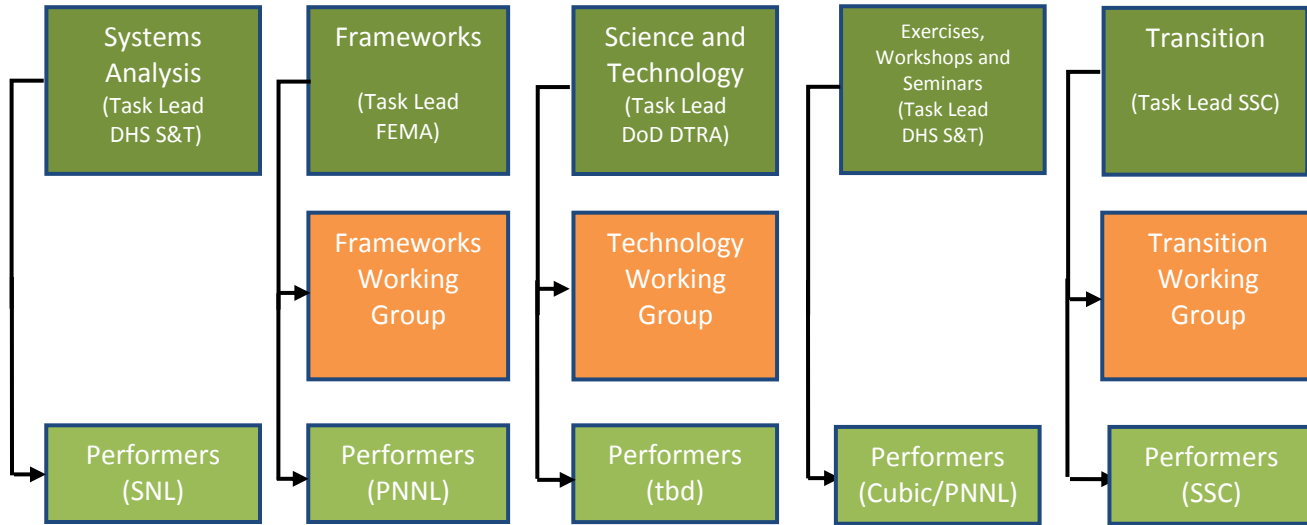 Systems
Analysis
(Task Lead
DHS S&T)
Frameworks
(Task Lead
FEMA)
Science and
Technology
(Task Lead
DoD DTRA)
Exercises,
Workshops and
Seminars
(Task Lead
DHS S&T)
Transition
(Task Lead SSC)
Frameworks
Working
Group
Technology
Working
Group
Transition
Working
Group
Performers
(SNL)
Performers
(PNNL)
Performers
(tbd)
Performers
(Cubic/PNNL)
Performers
(SSC)